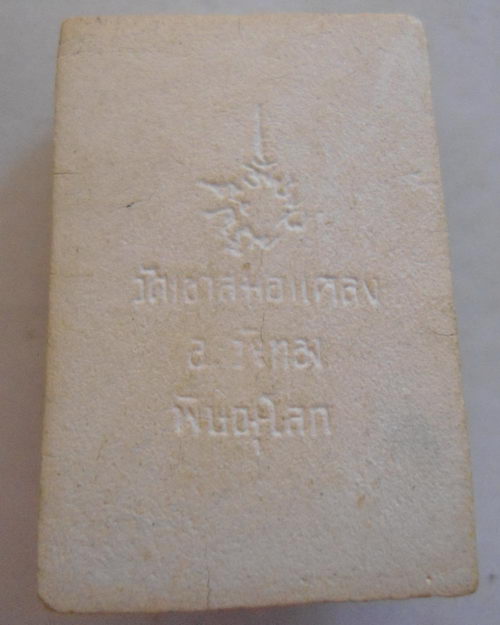 วัดเขาสมอแคลง
อ. วังทอง
พิษณุโลก